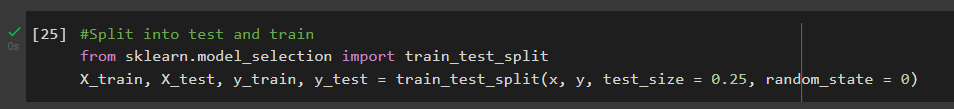 [25] #Split into test and train
from sklearn.model_selection import train_test_split
X_train, X_test, y_train, y_test = train_test_split(x, y, test_size = 0.25, random_state = 0)
0s